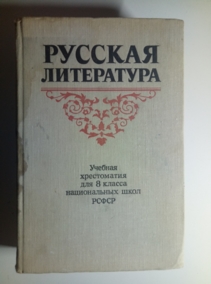 РУССКАЯ
ЛИТЕРАТУРА
Учебная
хрестоматия
для 8 класса
национальных школ
РСФСР